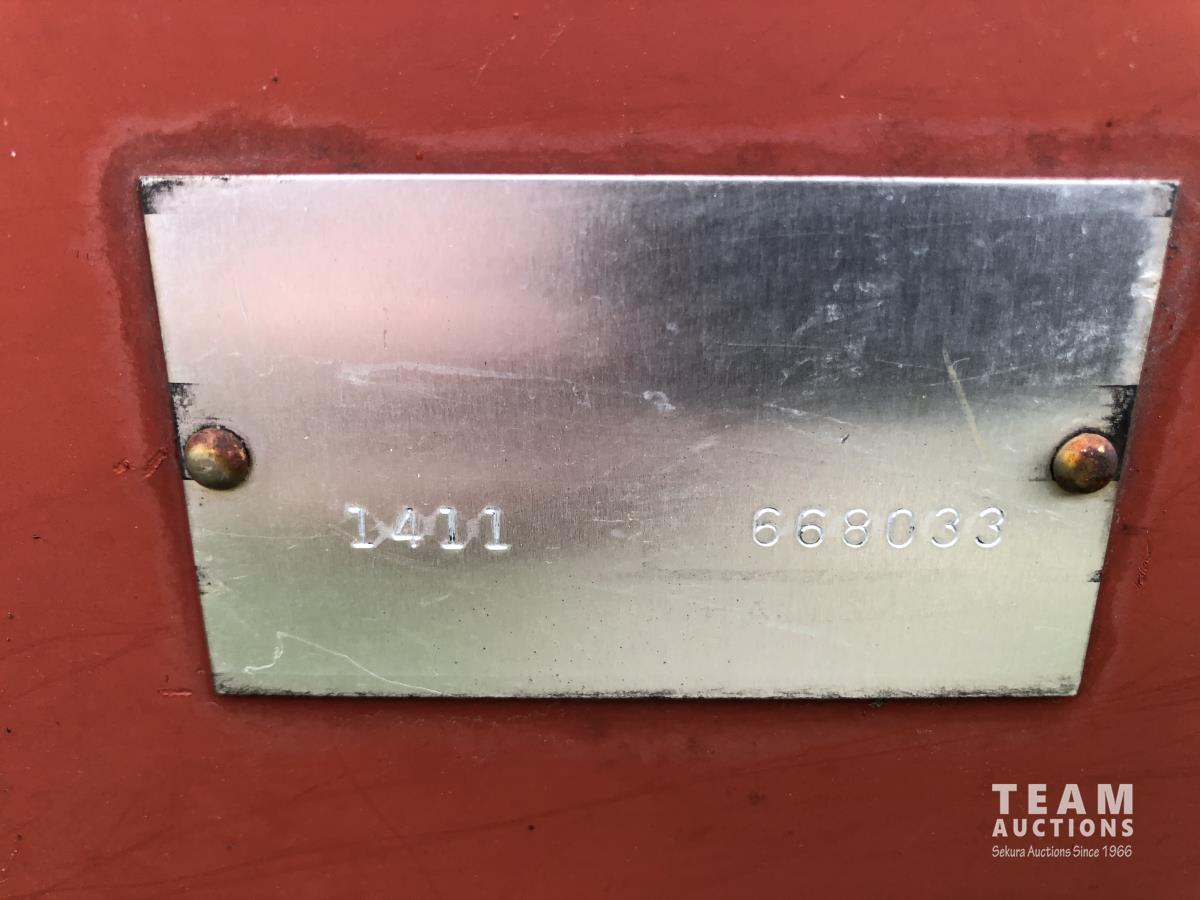 1411 668033
TEAM
AUCTIONS
Sekura Auctions Since 1966